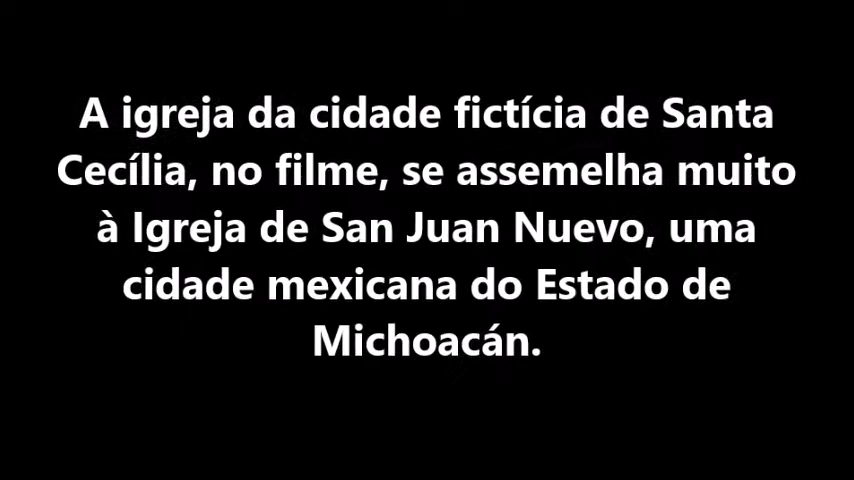 A igreja da cidade fictícia de Santa
Cecília, no filme, se assemelha muito
à Igreja de San Juan Nuevo, uma
cidade mexicana do Estado de
Michoacán.